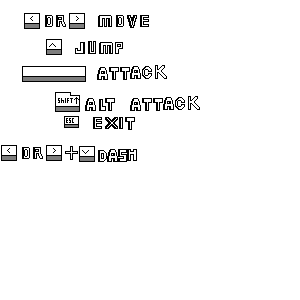 < OR > MOVE
^ JUMP
ATTACK
SHIFT↑ ALT ATTACK
ESC EXIT
< OR > + ⌄ DASH